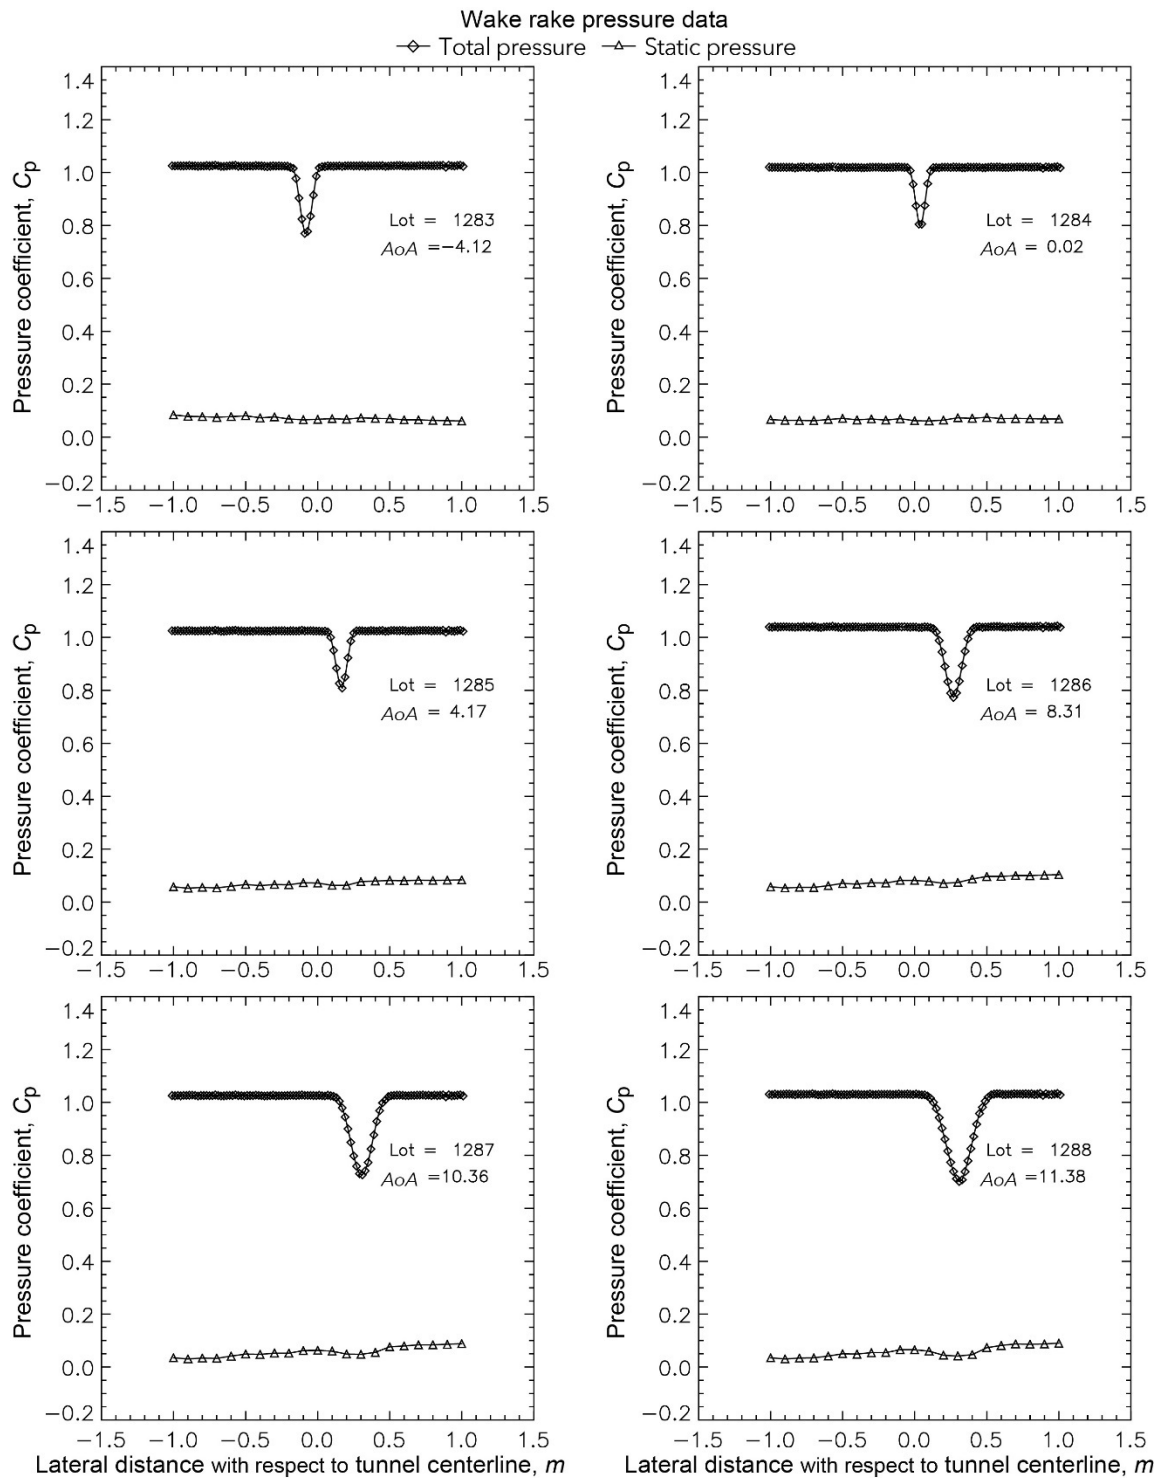 Wake rake pressure data
Total pressure Static pressure
1.4
1.2
1.0
0.8
0.6
0.4
0.2
0.0
−0.2
Pressure coefficient, Cp
Lot = 1283
AoA =−4.12
−1.5 −1.0 −0.5 0.0 0.5 1.0 1.5
1.4
1.2
1.0
0.8
0.6
0.4
0.2
0.0
−0.2
Pressure coefficient, Cp
Lot = 1284
AoA = 0.02
−1.5 −1.0 −0.5 0.0 0.5 1.0 1.5
1.4
1.2
1.0
0.8
0.6
0.4
0.2
0.0
−0.2
Pressure coefficient, Cp
Lot = 1285
AoA = 4.17
−1.5 −1.0 −0.5 0.0 0.5 1.0 1.5
1.4
1.2
1.0
0.8
0.6
0.4
0.2
0.0
−0.2
Pressure coefficient, Cp
Lot = 1286
AoA = 8.31
−1.5 −1.0 −0.5 0.0 0.5 1.0 1.5
1.4
1.2
1.0
0.8
0.6
0.4
0.2
0.0
−0.2
Pressure coefficient, Cp
Lot = 1287
AoA =10.36
−1.5 −1.0 −0.5 0.0 0.5 1.0 1.5
Lateral distance with respect to tunnel centerline, m
1.4
1.2
1.0
0.8
0.6
0.4
0.2
0.0
−0.2
Pressure coefficient, Cp
Lot = 1288
AoA =11.38
−1.5 −1.0 −0.5 0.0 0.5 1.0 1.5
Lateral distance with respect to tunnel centerline, m